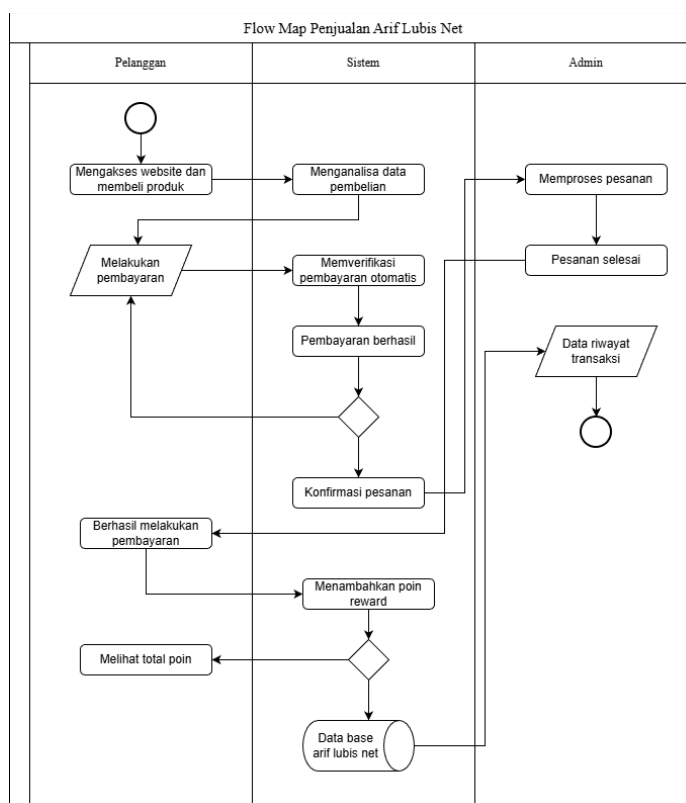 Flow Map Penjualan Arif Lubis Net
Pelanggan
Sistem
Admin
Mengakses website dan
membeli produk
Menganalisa data
pembelian
Memproses pesanan
Melakukan
pembayaran
Memverifikasi
pembayaran otomatis
Pesanan selesai
Pembayaran berhasil
Data riwayat
transaksi
Konfirmasi pesanan
Berhasil melakukan
pembayaran
Menambahkan poin
reward
Melihat total poin
Data base
arif lubis net